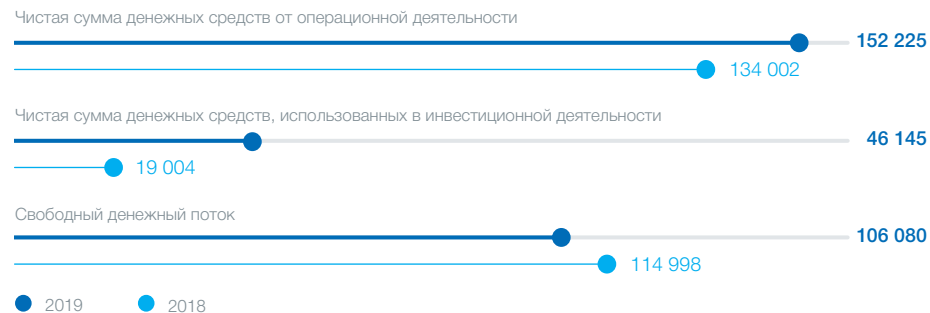 Чистая сумма денежных средств от операционной деятельности
152 225
134 002
Чистая сумма денежных средств, использованных в инвестиционной деятельности
46 145
19 004
Свободный денежный поток
106 080
114 998
2019 2018